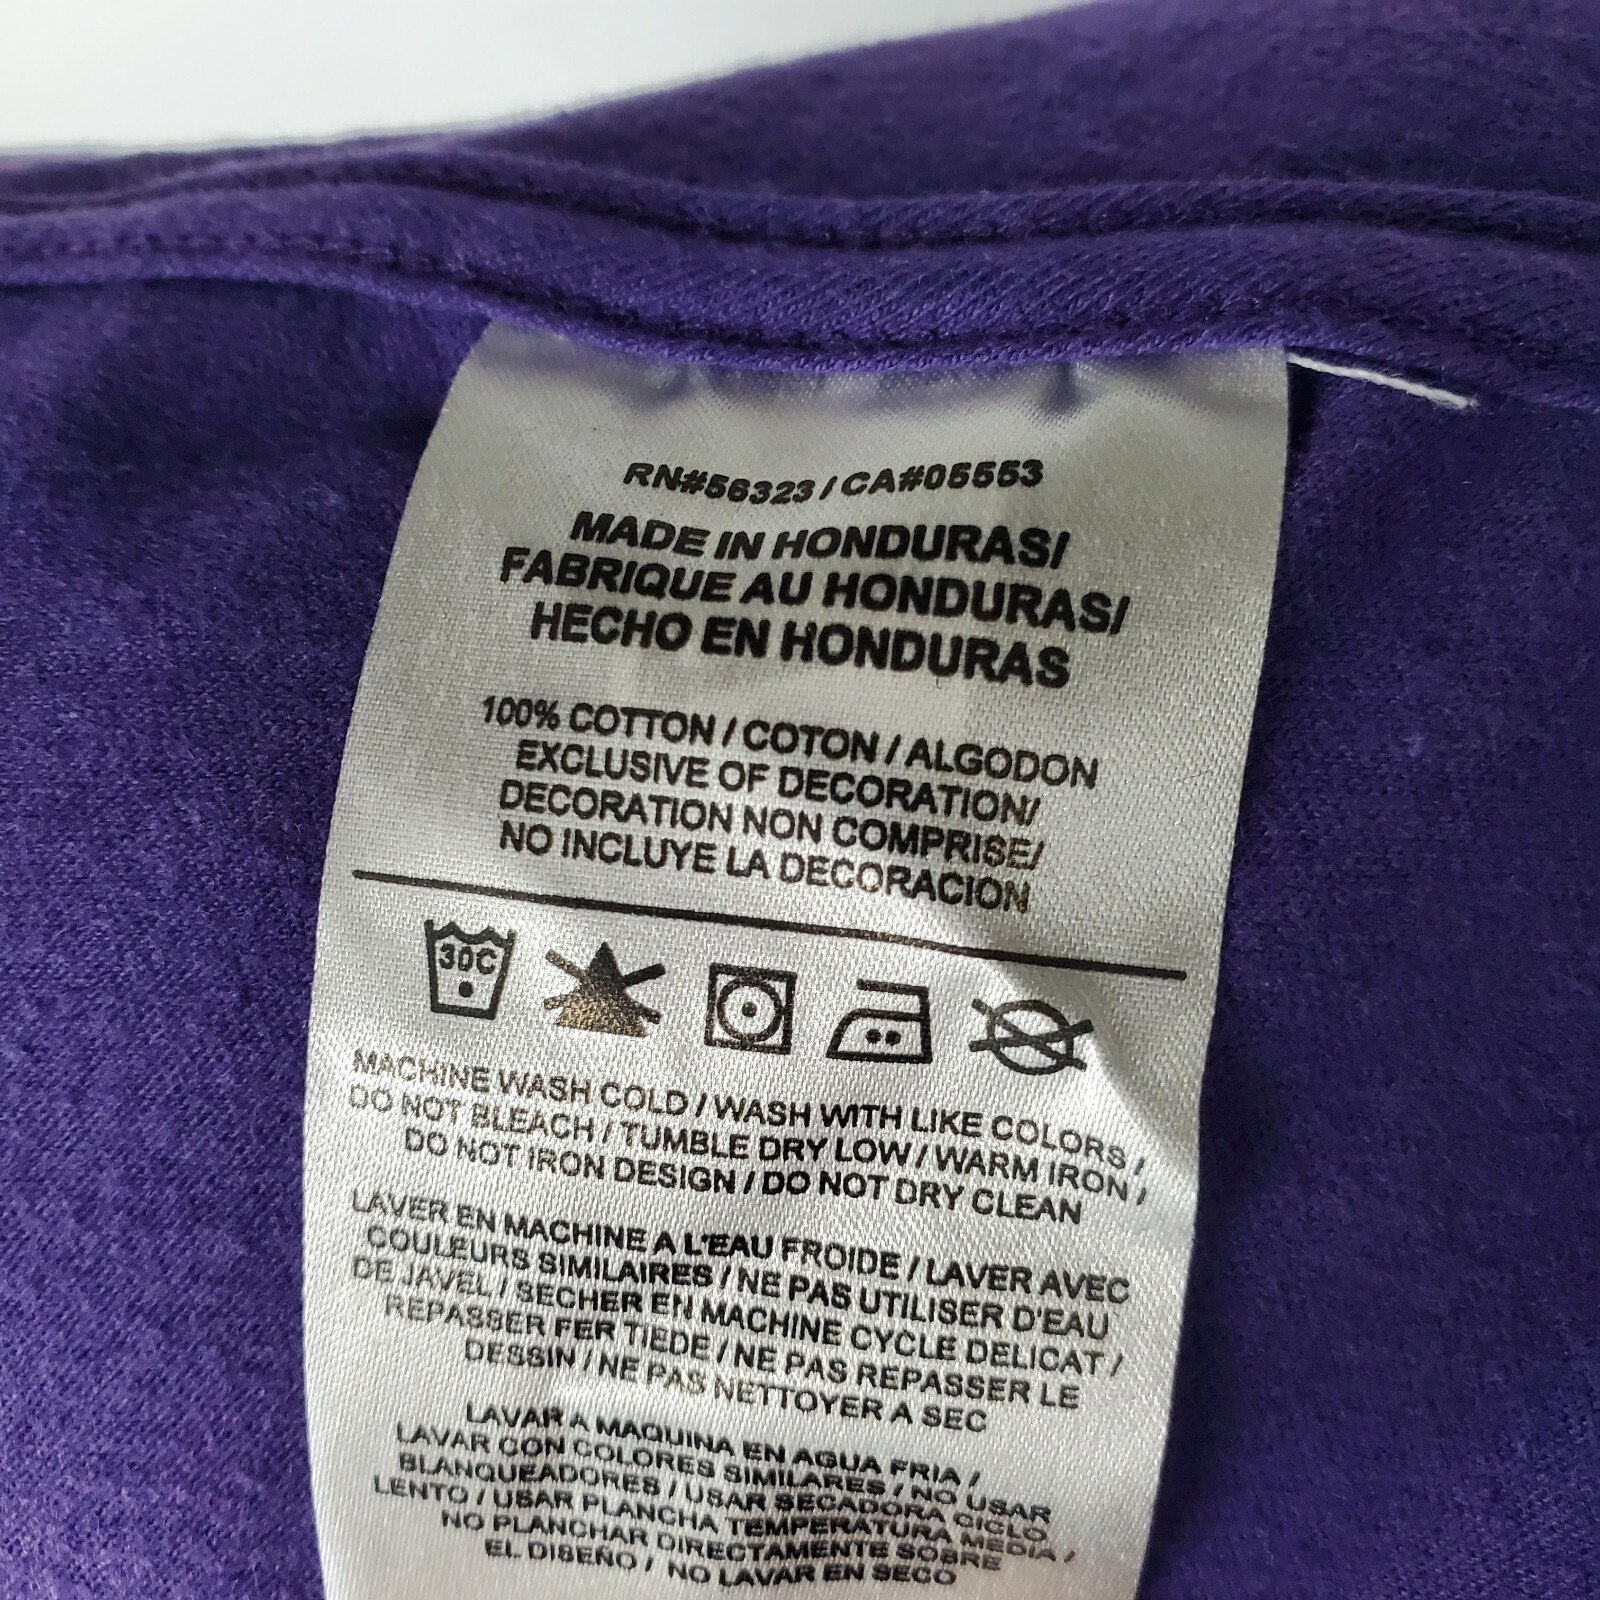 RN#56323 / CA#05553
MADE IN HONDURAS/
FABRIQUE AU HONDURAS/
HECHO EN HONDURAS
100% COTTON / COTON / ALGODON
EXCLUSIVE OF DECORATION/
DECORATION NON COMPRISE/
NO INCLUYE LA DECORACION
30C
MACHINE WASH COLD / WASH WITH LIKE COLORS /
DO NOT BLEACH / TUMBLE DRY LOW / WARM IRON /
DO NOT IRON DESIGN / DO NOT DRY CLEAN
LAVER EN MACHINE A L'EAU FROIDE / LAVER AVEC
COULEURS SIMILAIRES / NE PAS UTILISER D'EAU
DE JAVEL / SECHER EN MACHINE CYCLE DELICAT /
REPASSER FER TIEDE / NE PAS REPASSER LE
DESSIN / NE PAS NETTOYER A SEC
LAVAR A MAQUINA EN AGUA FRIA /
LAVAR CON COLORES SIMILARES / NO USAR
BLANQUEADORES / USAR SECADORA CICLO
LENTO / USAR PLANCHA TEMPERATURA MEDIA /
NO PLANCHAR DIRECTAMENTE SOBRE
EL DISEÑO / NO LAVAR EN SECO